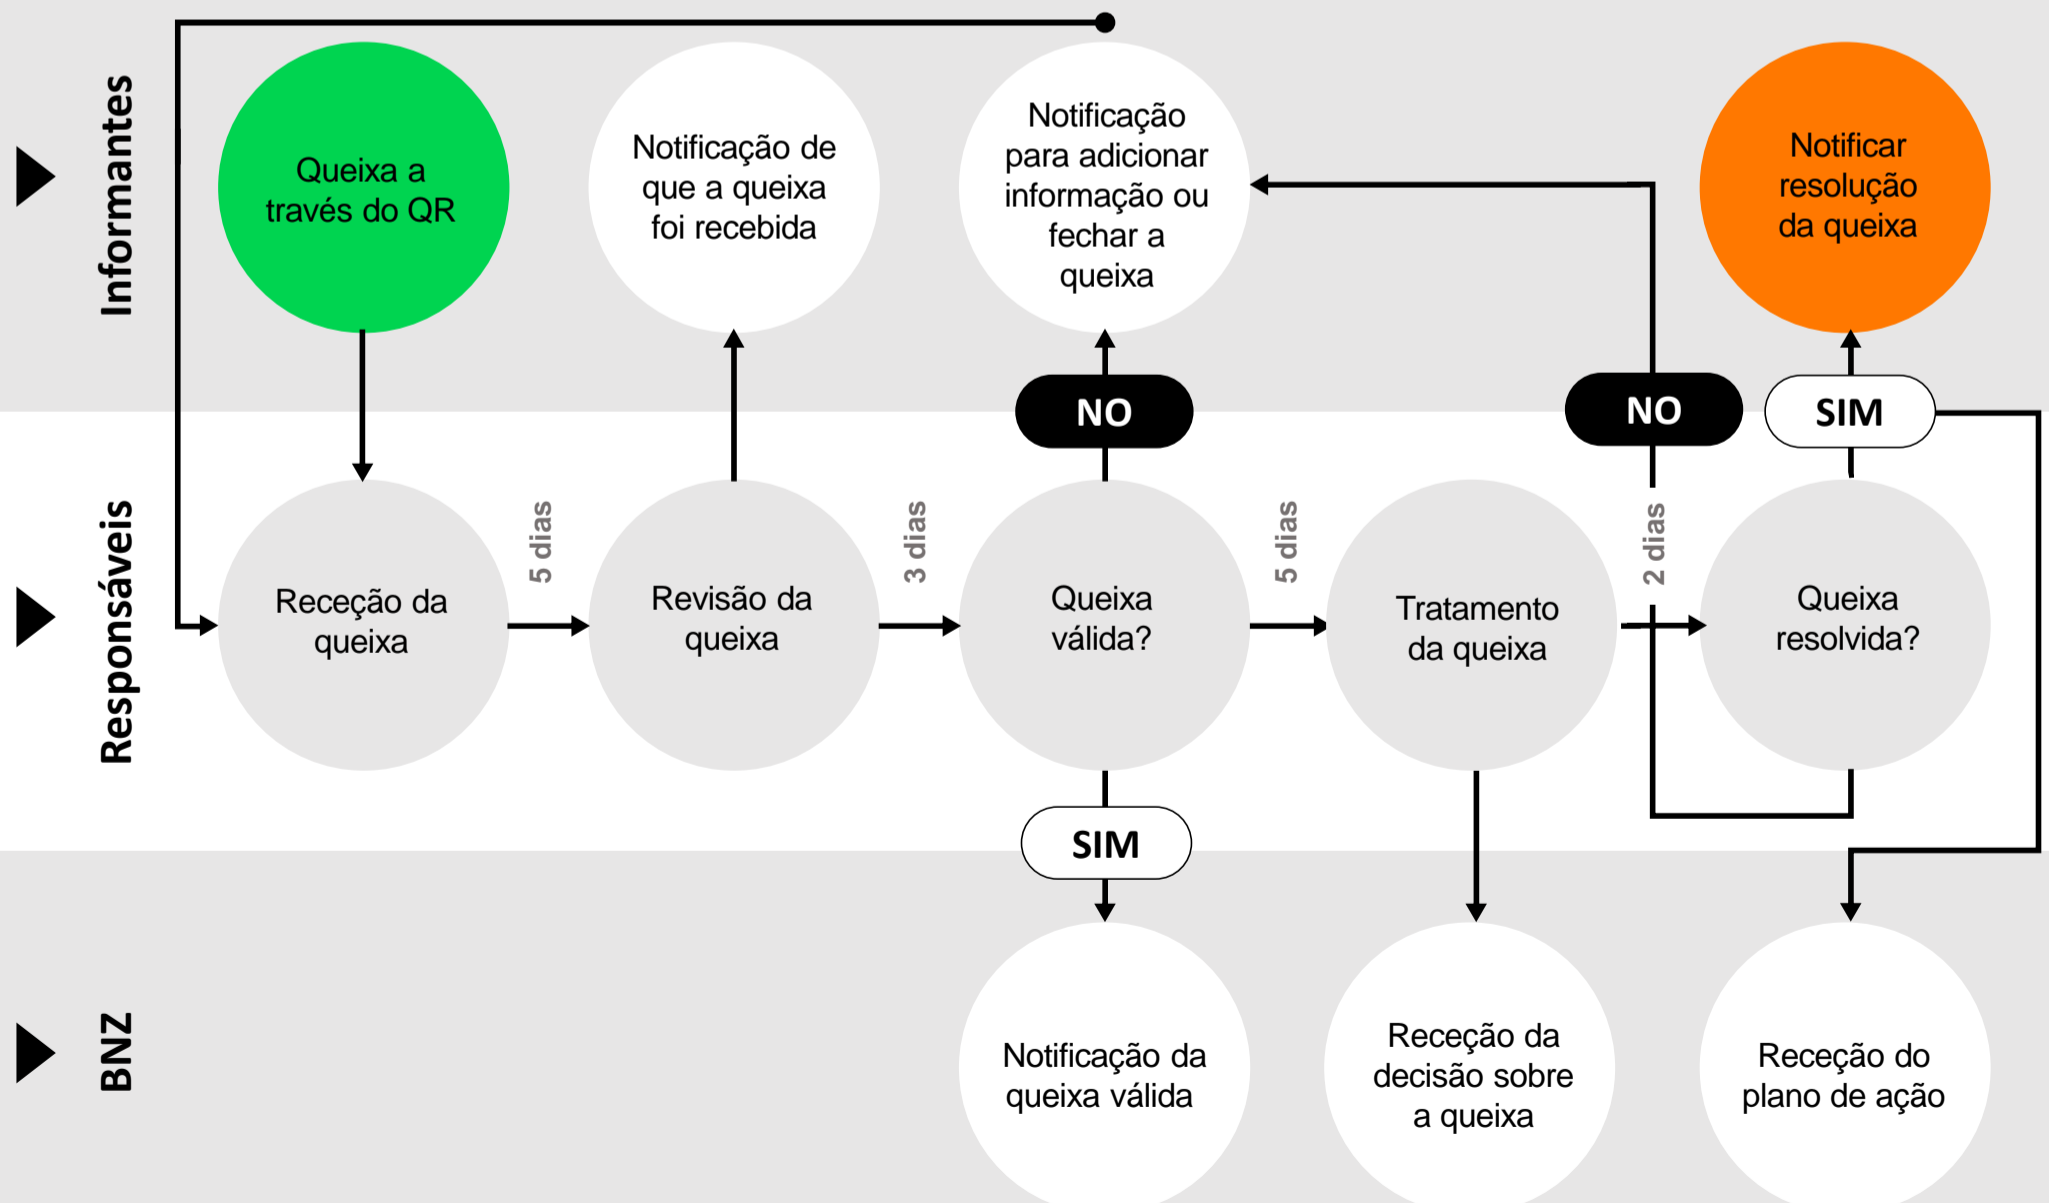 Informantes
Queixa a
través do QR
Notificação de
que a queixa
foi recebida
Notificação
para adicionar
informação ou
fechar a
queixa
Notificar
resolução
da queixa
NO
NO
SIM
Responsáveis
Receção da
queixa
5 dias
Revisão da
queixa
3 dias
Queixa
válida?
5 dias
Tratamento
da queixa
2 dias
Queixa
resolvida?
SIM
BNZ
Notificação da
queixa válida
Receção da
decisão sobre
a queixa
Receção do
plano de ação